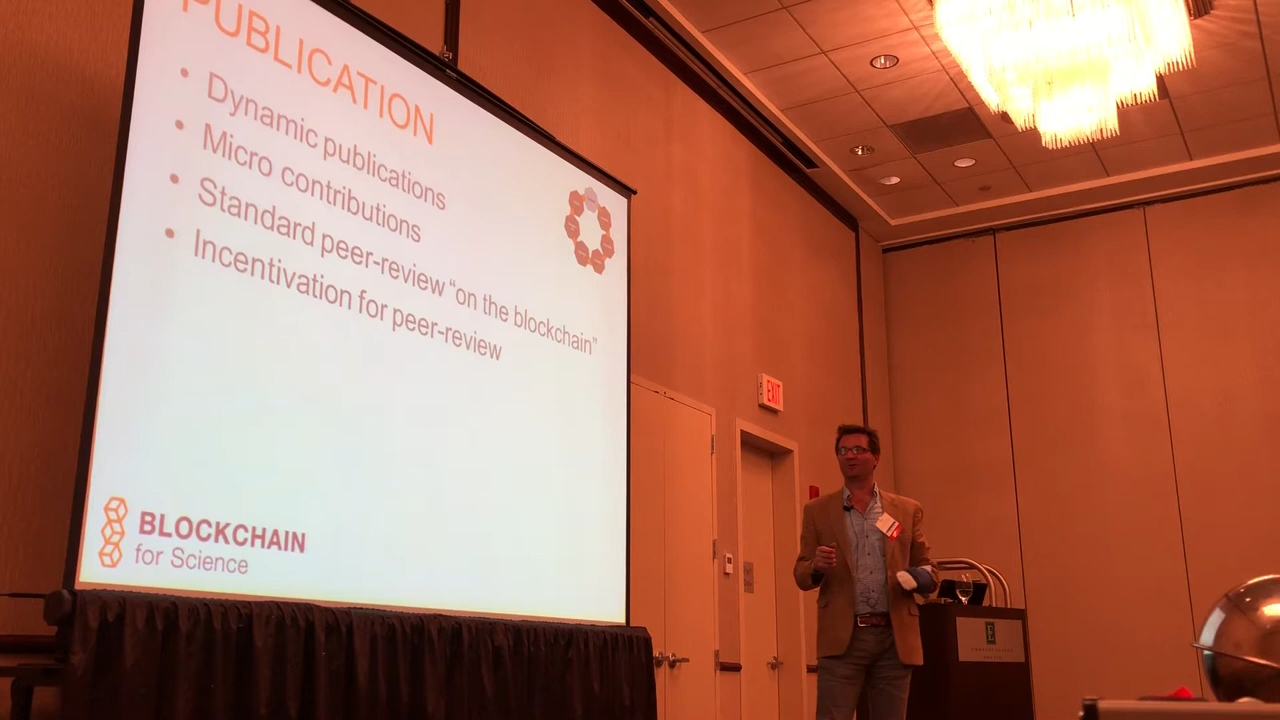 PUBLICATION
• Dynamic publications
• Micro contributions
• Standard peer-review “on the blockchain”
• Incentivation for peer-review
BLOCKCHAIN
for Science
EXIT
E